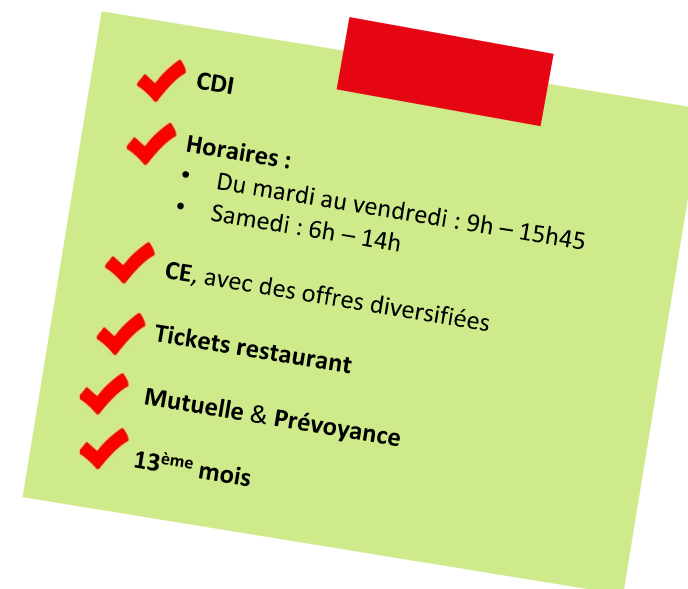 CDI
Horaires :
• Du mardi au vendredi : 9h – 15h45
• Samedi : 6h – 14h
CE, avec des offres diversifiées
Tickets restaurant
Mutuelle & Prévoyance
13ème mois